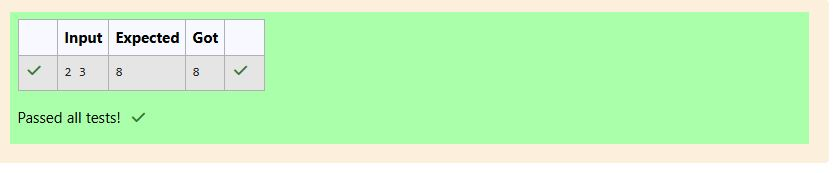 Input Expected Got
2 3 8 8
Passed all tests!